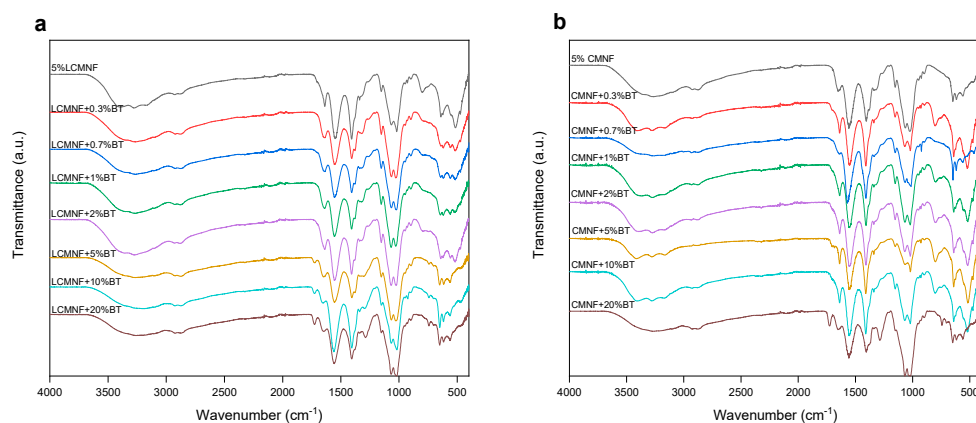 a
Transmittance (a.u.)
5%LCMNF
LCMNF+0.3%BT
LCMNF+0.7%BT
LCMNF+1%BT
LCMNF+2%BT
LCMNF+5%BT
LCMNF+10%BT
LCMNF+20%BT
4000 3500 3000 2500 2000 1500 1000 500
Wavenumber (cm-1)
b
Transmittance (a.u.)
5% CMNF
CMNF+0.3%BT
CMNF+0.7%BT
CMNF+1%BT
CMNF+2%BT
CMNF+5%BT
CMNF+10%BT
CMNF+20%BT
4000 3500 3000 2500 2000 1500 1000 500
Wavenumber (cm-1)